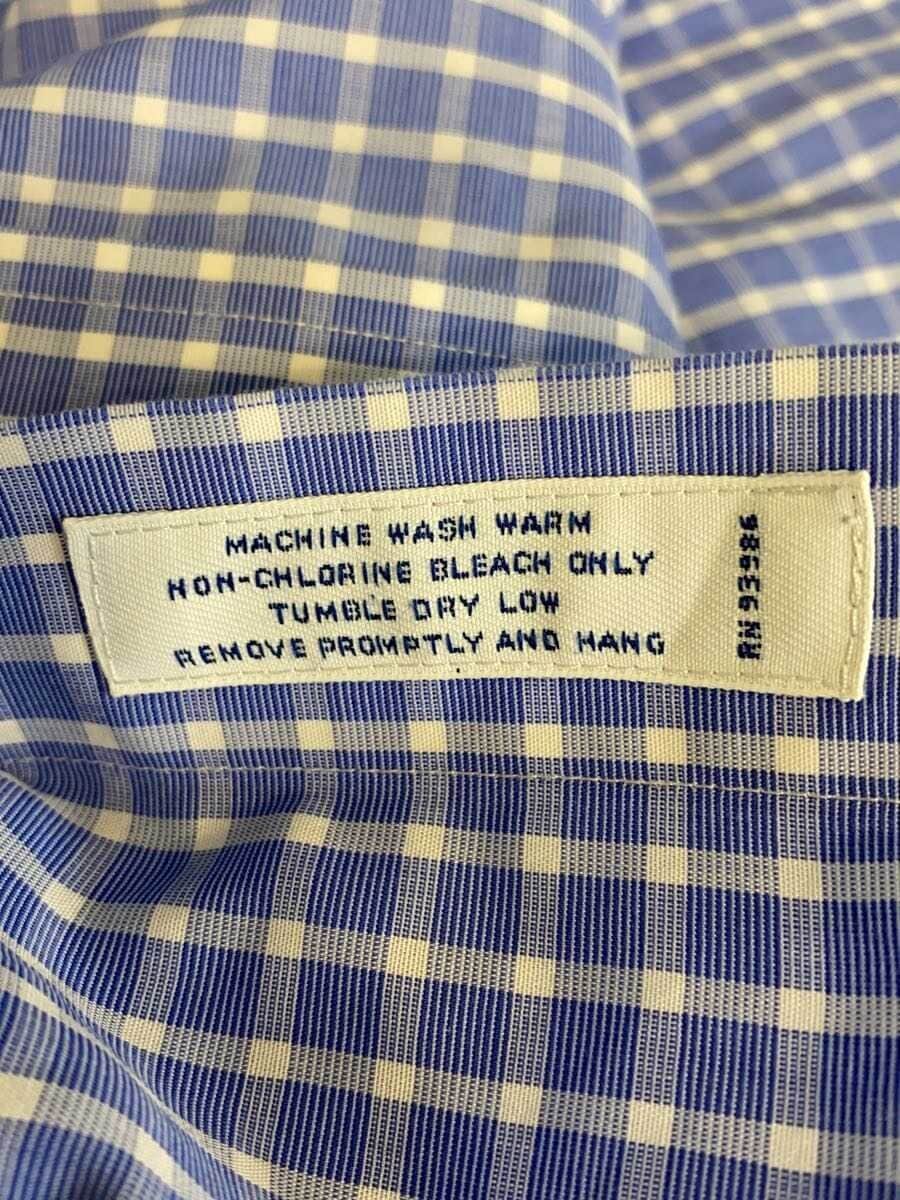 MACHINE WASH WARM
NON-CHLORINE BLEACH ONLY
TUMBLE DRY LOW
REMOVE PROMPTLY AND HANG
RN 93986